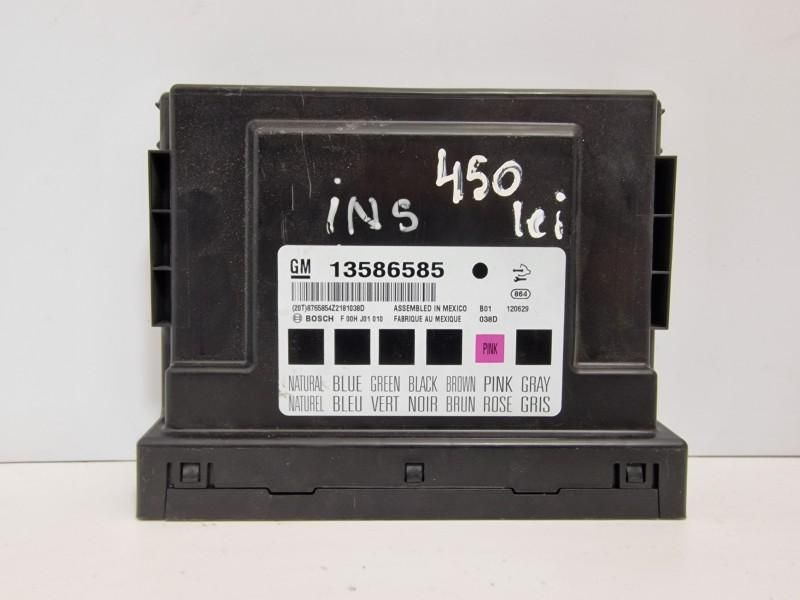 450
iNS lei
GM 13586585
864
(20T)8765854Z2181038D ASSEMBLED IN MEXICO B01 120629
BOSCH F 00H J01 010 FABRIQUE AU MEXIQUE 038D
PINK
NATURAL BLUE GREEN BLACK BROWN PINK GRAY
NATUREL BLEU VERT NOIR BRUN ROSE GRIS